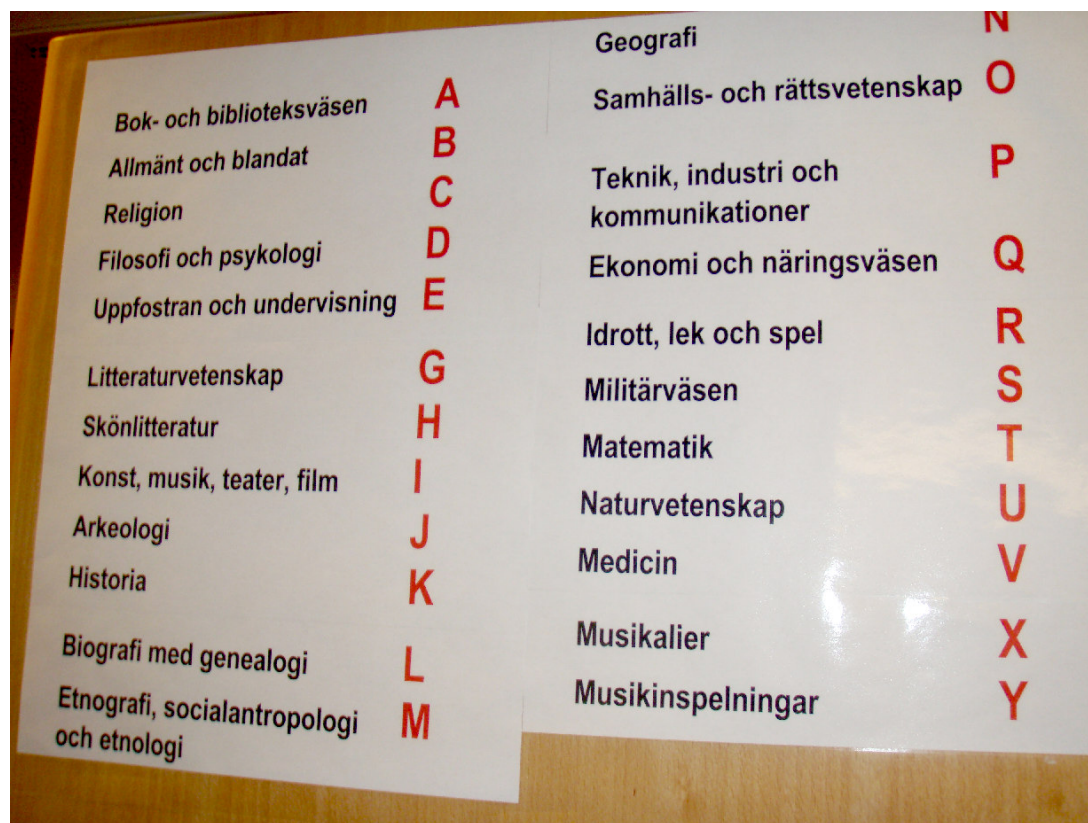 Bok- och biblioteksväsen A
Allmänt och blandat B
Religion C
Filosofi och psykologi D
Uppfostran och undervisning E
Litteraturvetenskap G
Skönlitteratur H
Konst, musik, teater, film I
Arkeologi J
Historia K
Biografi med genealogi L
Etnografi, socialantropologi M
och etnologi
Geografi N
Samhälls- och rättsvetenskap O
Teknik, industri och P
kommunikationer
Ekonomi och näringsväsen Q
Idrott, lek och spel R
Militärväsen S
Matematik T
Naturvetenskap U
Medicin V
Musikalier X
Musikinspelningar Y